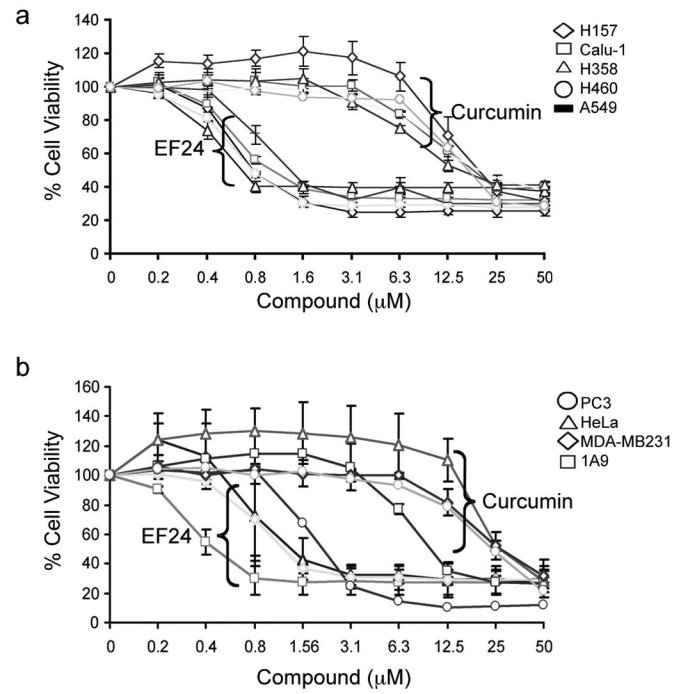 a
% Cell Viability
140
120
100
80
60
40
20
0
EF24
Curcumin
H157
Calu-1
H358
H460
A549
0 0.2 0.4 0.8 1.6 3.1 6.3 12.5 25 50
Compound (μM)
b
% Cell Viability
160
140
120
100
80
60
40
20
0
EF24
Curcumin
PC3
HeLa
MDA-MB231
1A9
0 0.2 0.4 0.8 1.56 3.1 6.3 12.5 25 50
Compound (μM)